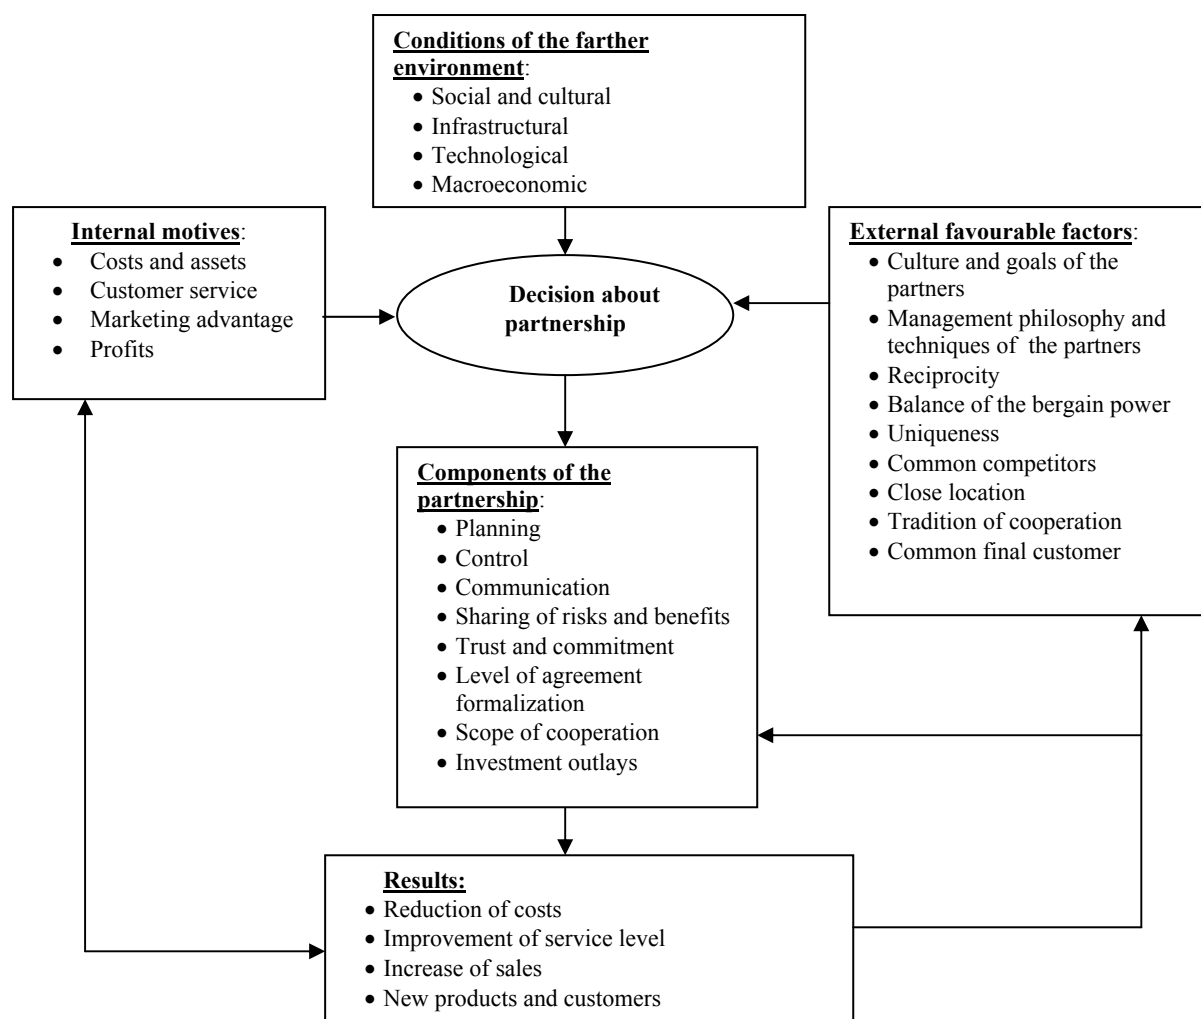 Conditions of the farther
environment:
• Social and cultural
• Infrastructural
• Technological
• Macroeconomic
Internal motives:
• Costs and assets
• Customer service
• Marketing advantage
• Profits
Decision about
partnership
External favourable factors:
• Culture and goals of the
partners
• Management philosophy and
techniques of the partners
• Reciprocity
• Balance of the bergain power
• Uniqueness
• Common competitors
• Close location
• Tradition of cooperation
• Common final customer
Components of the
partnership:
• Planning
• Control
• Communication
• Sharing of risks and benefits
• Trust and commitment
• Level of agreement
formalization
• Scope of cooperation
• Investment outlays
Results:
• Reduction of costs
• Improvement of service level
• Increase of sales
• New products and customers